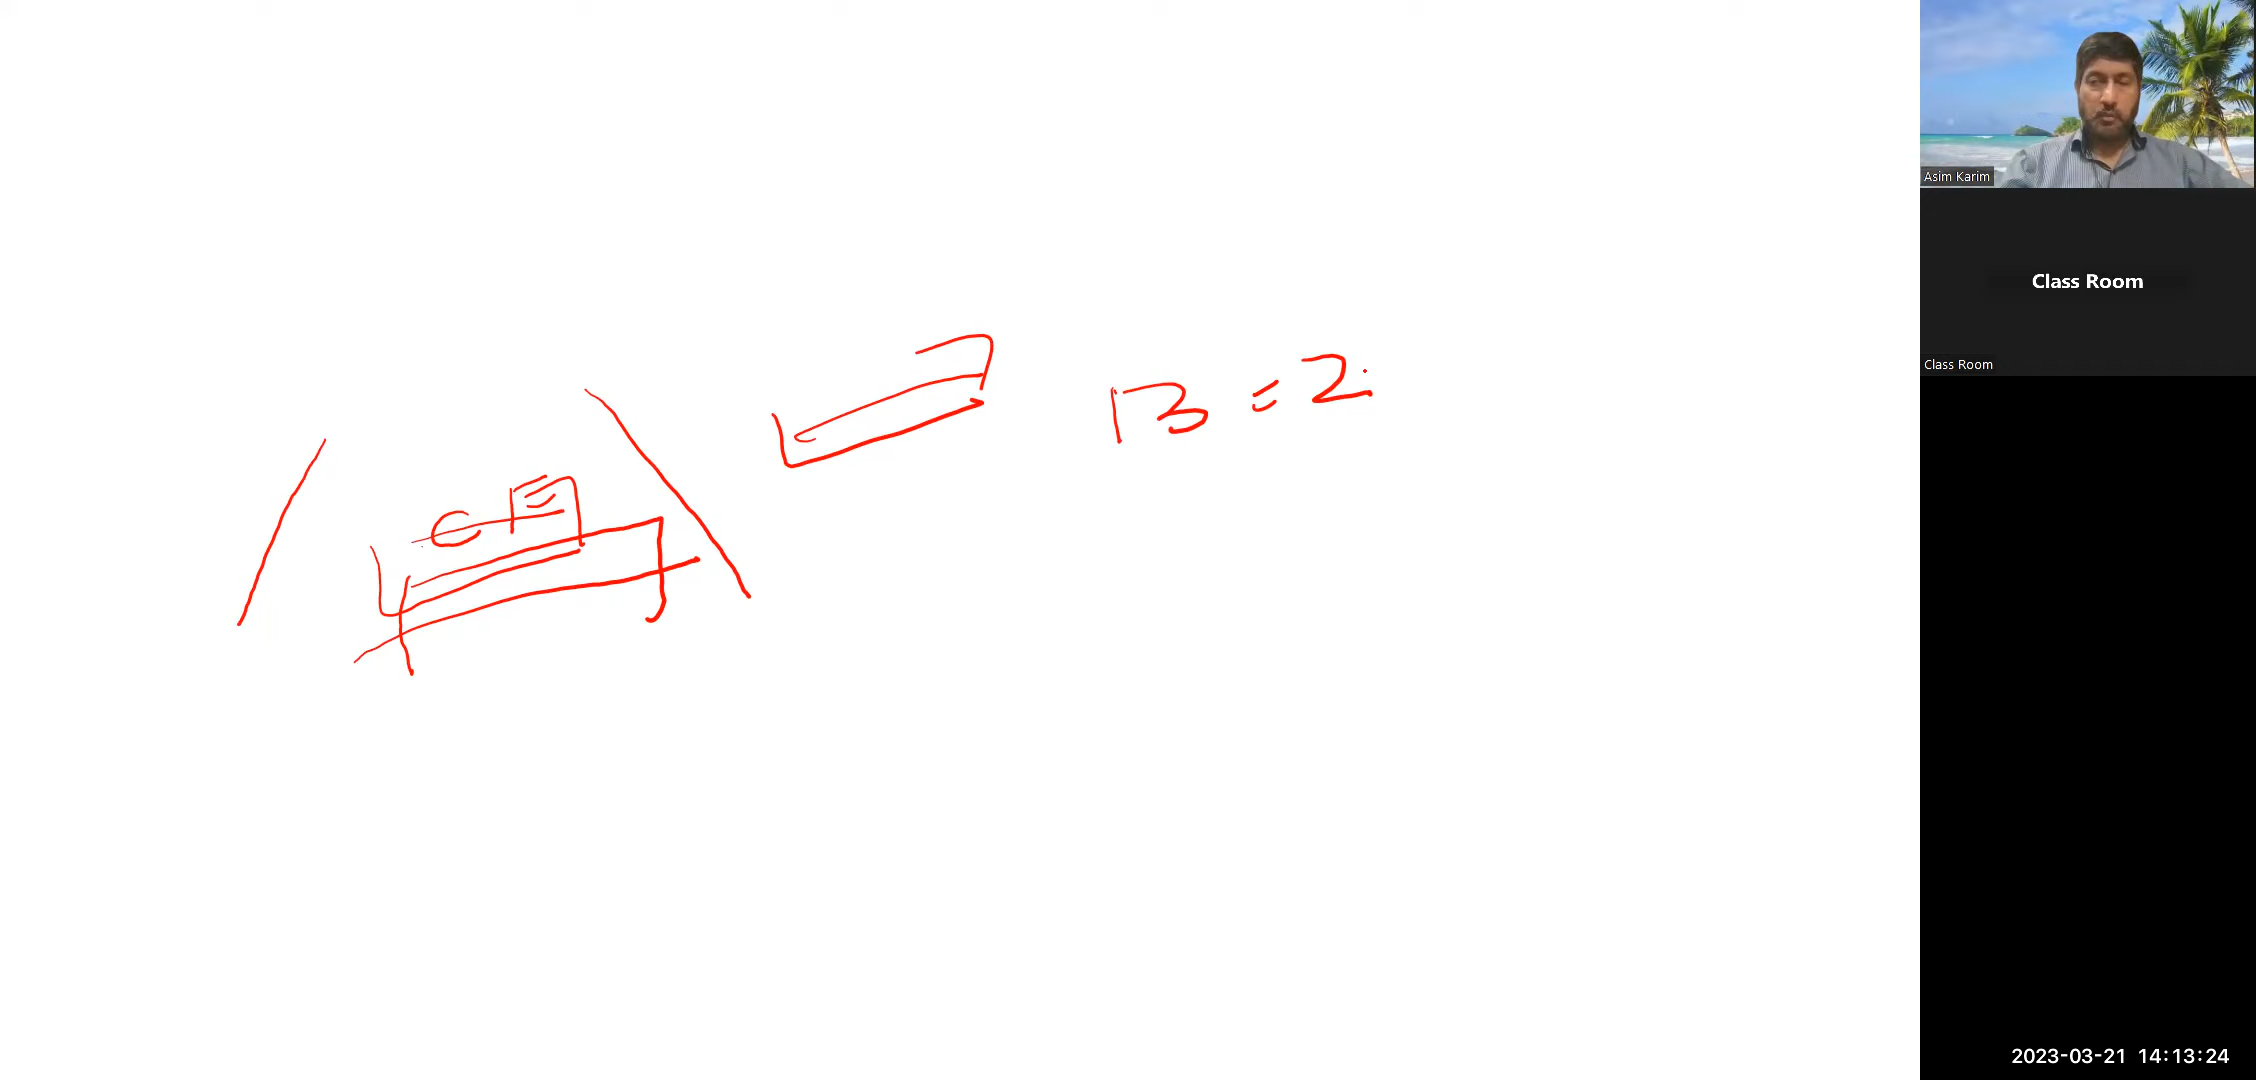 Asim Karim
Class Room
Class Room
B = 2
2023-03-21 14:13:24